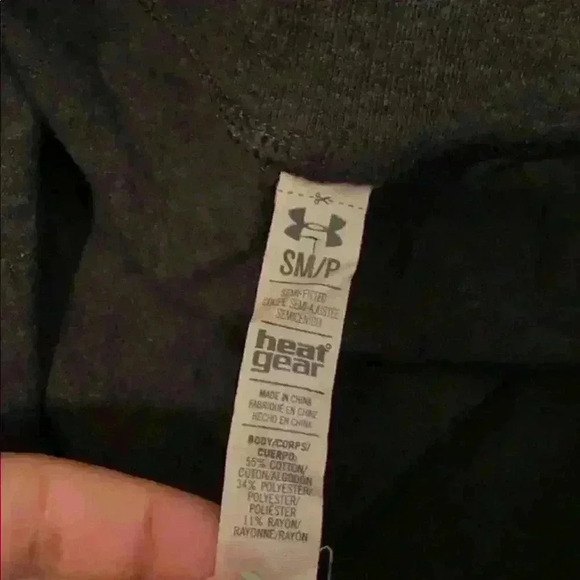 SM/P
SEMI-FITTED
COUPE SEMI-AJUSTÉE
SEMICEÑIDO
heat
gear
MADE IN CHINA
FABRIQUÉ EN CHINE
HECHO EN CHINA
BODY/CORPS/
CUERPO:
55% COTTON/
COTON/ALGODÓN
34% POLYESTER/
POLYESTER/
POLIÉSTER
11% RAYON/
RAYONNE/RAYÓN